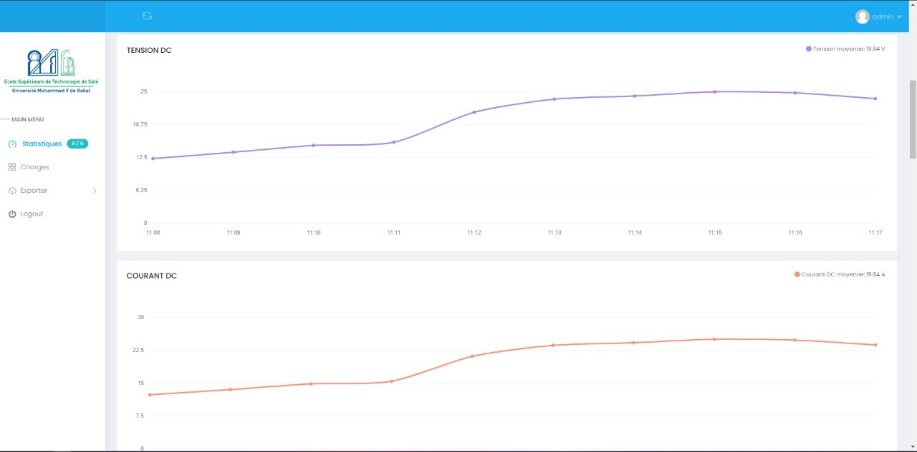 admin
Ecole Supérieure de Technologie de Salé
Université Mohammed V de Rabat
--- MAIN MENU
Statistiques 6 / 6
Charges
Exporter
Logout
TENSION DC
Tension moyenne: 19.84 V
25
18.75
12.5
6.25
0
11:08 11:09 11:10 11:11 11:12 11:13 11:14 11:15 11:16 11:17
COURANT DC
Courant DC moyenne: 19.84 A
30
22.5
15
7.5
0